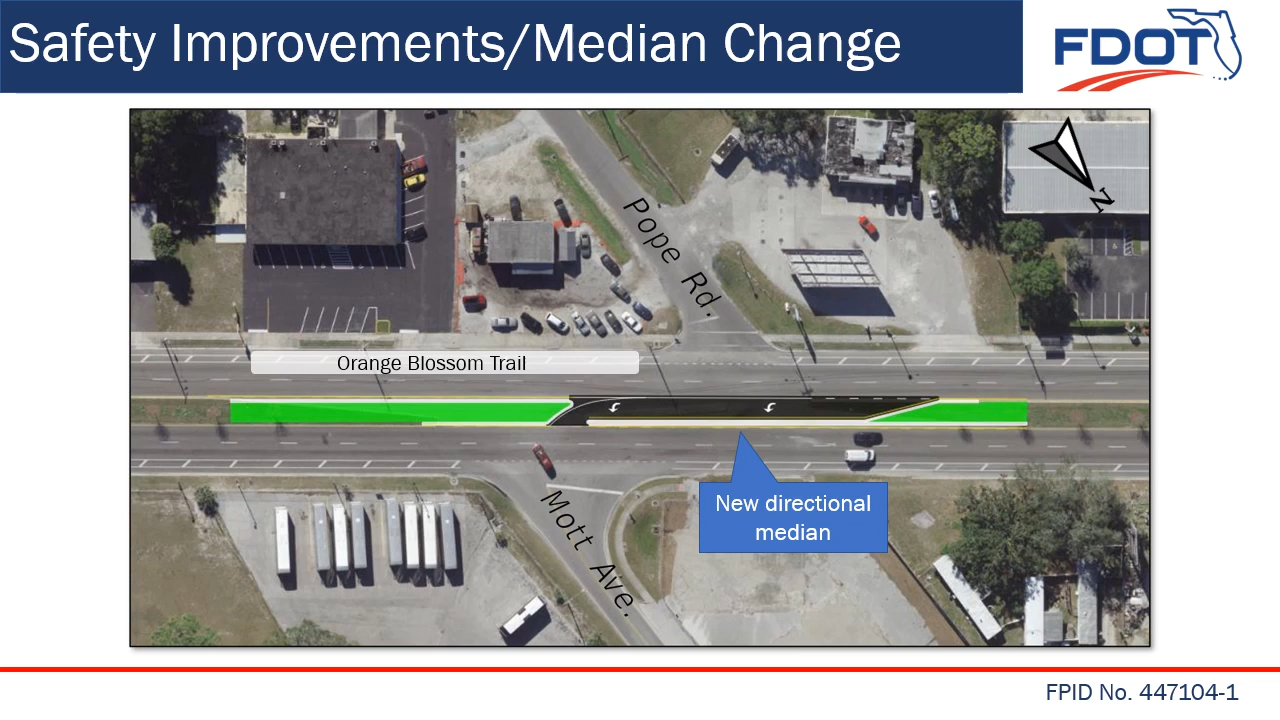 Safety Improvements/Median Change
FDOT
N
Pope Rd.
Orange Blossom Trail
New directional
median
Mott Ave.
FPID No. 447104-1